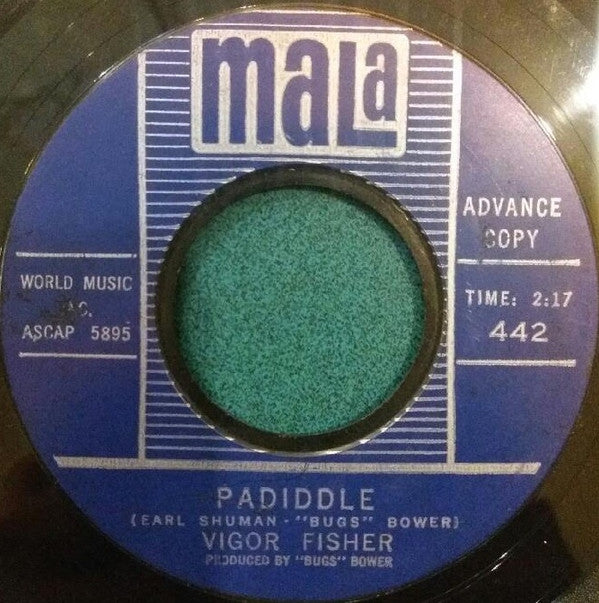 mala
ADVANCE
COPY
WORLD MUSIC
ASCAP 5895
TIME: 2:17
442
PADIDDLE
(EARL SHUMAN - "BUGS" BOWER)
VIGOR FISHER
PRODUCED BY "BUGS" BOWER